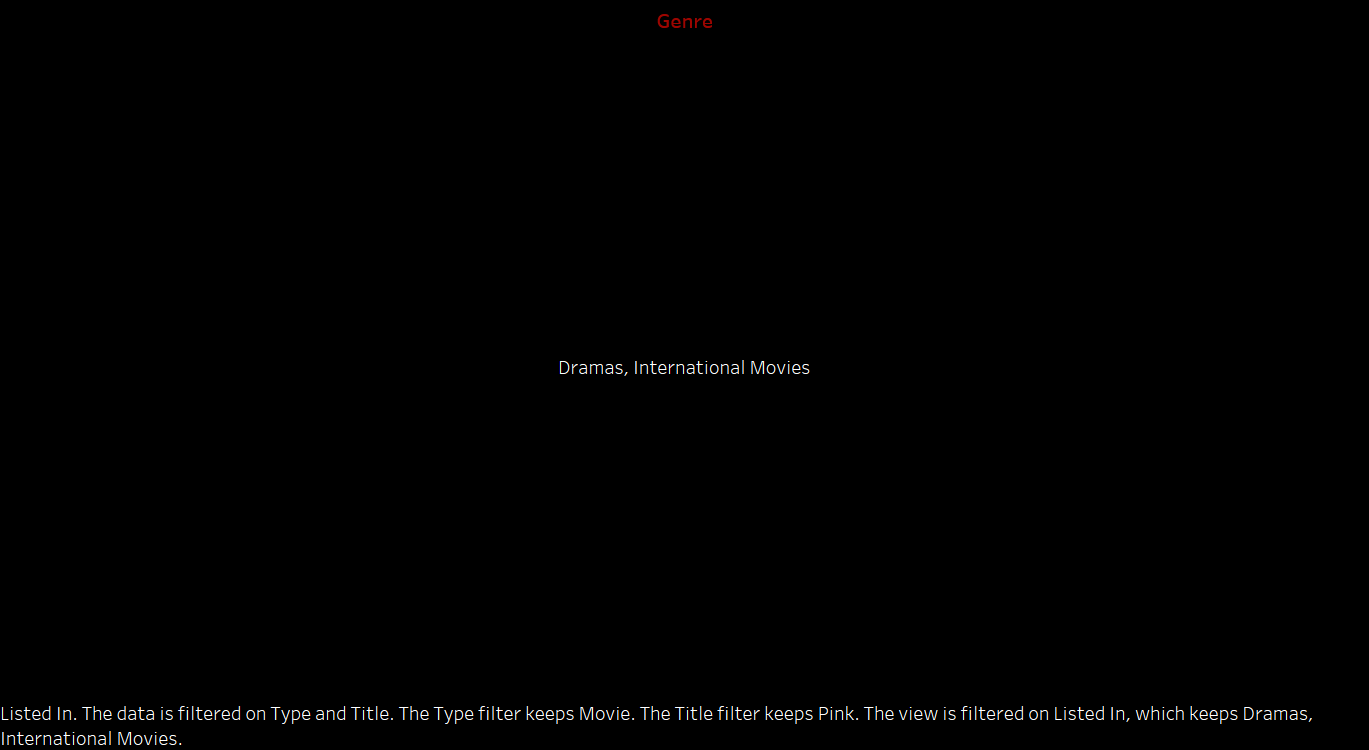 Genre
Dramas, International Movies
Listed In. The data is filtered on Type and Title. The Type filter keeps Movie. The Title filter keeps Pink. The view is filtered on Listed In, which keeps Dramas,
International Movies.